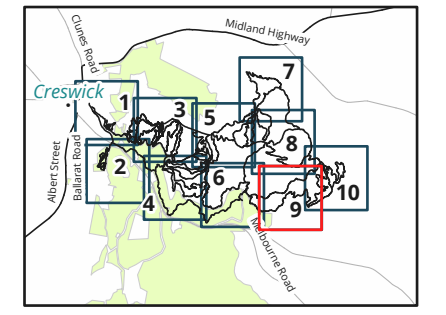 Midland Highway
Clunes Road
7
Creswick
1
3
5
8
Albert Street
Ballarat Road
2
6
10
4
9
Melbourne Road